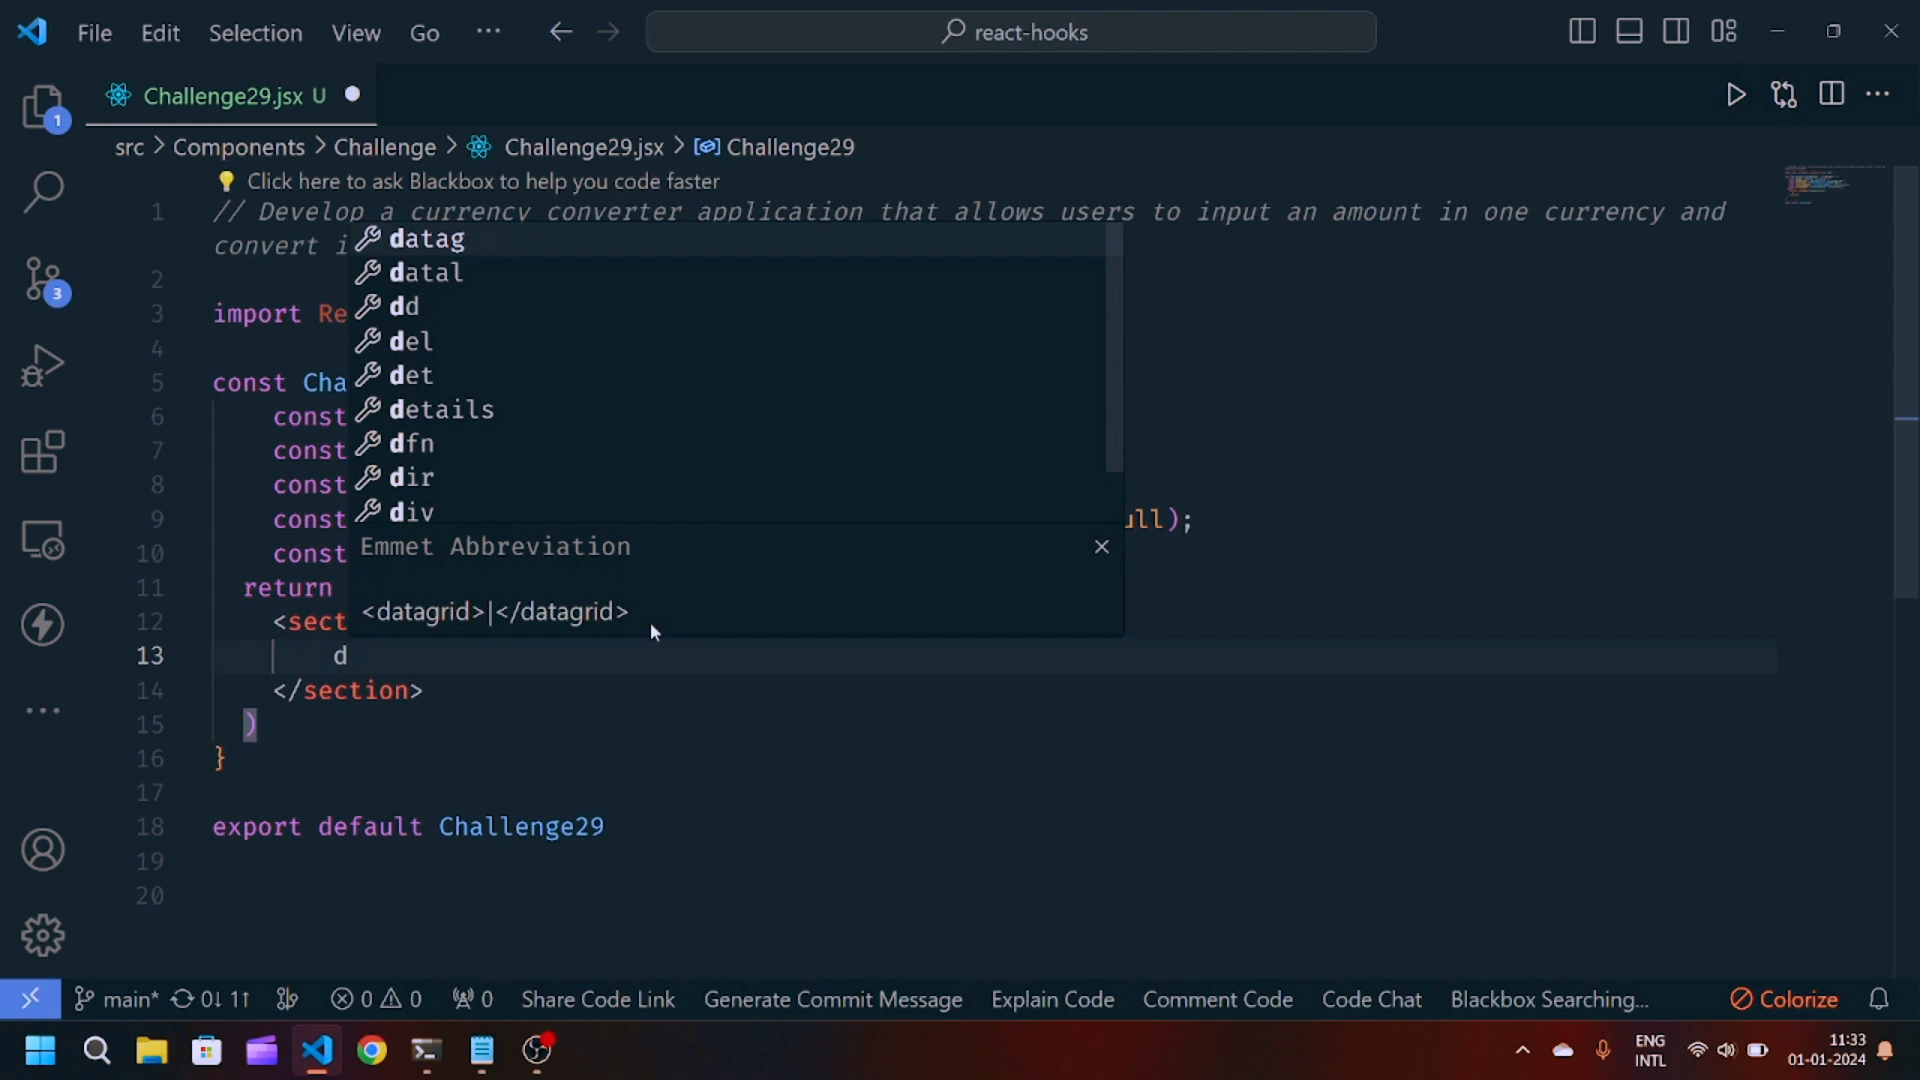 File Edit Selection View Go ...
react-hooks
Challenge29.jsx U
src > Components > Challenge > Challenge29.jsx > Challenge29
Click here to ask Blackbox to help you code faster
1 // Develop a currency converter application that allows users to input an amount in one currency and
convert i
datag
2
datal
3 import Re
dd
4
del
5 const Cha
det
6 const
details
7 const
dfn
8 const
dir
9 const
div
ull);
10 const
Emmet Abbreviation
11 return
<datagrid>|</datagrid>
12 <sect
13 d
14 </section>
15 )
16 }
17
18 export default Challenge29
19
20
1
3
main* 0↓ 1↑ 0 0 0 Share Code Link Generate Commit Message Explain Code Comment Code Code Chat Blackbox Searching... Colorize
ENG
INTL
11:33
01-01-2024